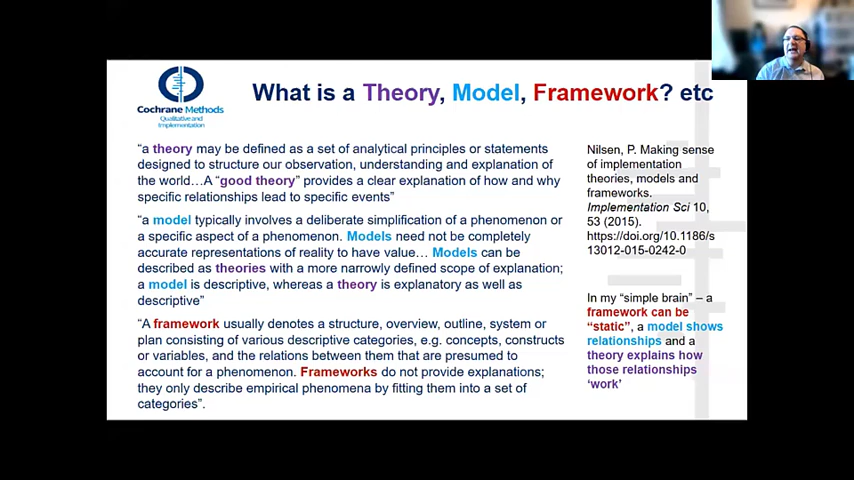 Cochrane Methods
Qualitative and
Implementation
What is a Theory, Model, Framework? etc
“a theory may be defined as a set of analytical principles or statements
designed to structure our observation, understanding and explanation of
the world…A “good theory” provides a clear explanation of how and why
specific relationships lead to specific events”
“a model typically involves a deliberate simplification of a phenomenon or
a specific aspect of a phenomenon. Models need not be completely
accurate representations of reality to have value… Models can be
described as theories with a more narrowly defined scope of explanation;
a model is descriptive, whereas a theory is explanatory as well as
descriptive”
“A framework usually denotes a structure, overview, outline, system or
plan consisting of various descriptive categories, e.g. concepts, constructs
or variables, and the relations between them that are presumed to
account for a phenomenon. Frameworks do not provide explanations;
they only describe empirical phenomena by fitting them into a set of
categories”.
Nilsen, P. Making sense
of implementation
theories, models and
frameworks.
Implementation Sci 10,
53 (2015).
https://doi.org/10.1186/s
13012-015-0242-0
In my “simple brain” – a
framework can be
“static”, a model shows
relationships and a
theory explains how
those relationships
‘work’